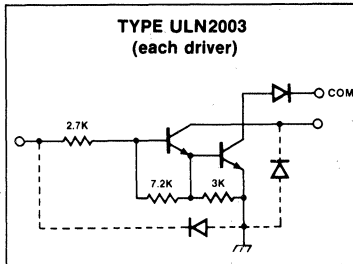 TYPE ULN2003
(each driver)
COM
2.7K
7.2K
3K